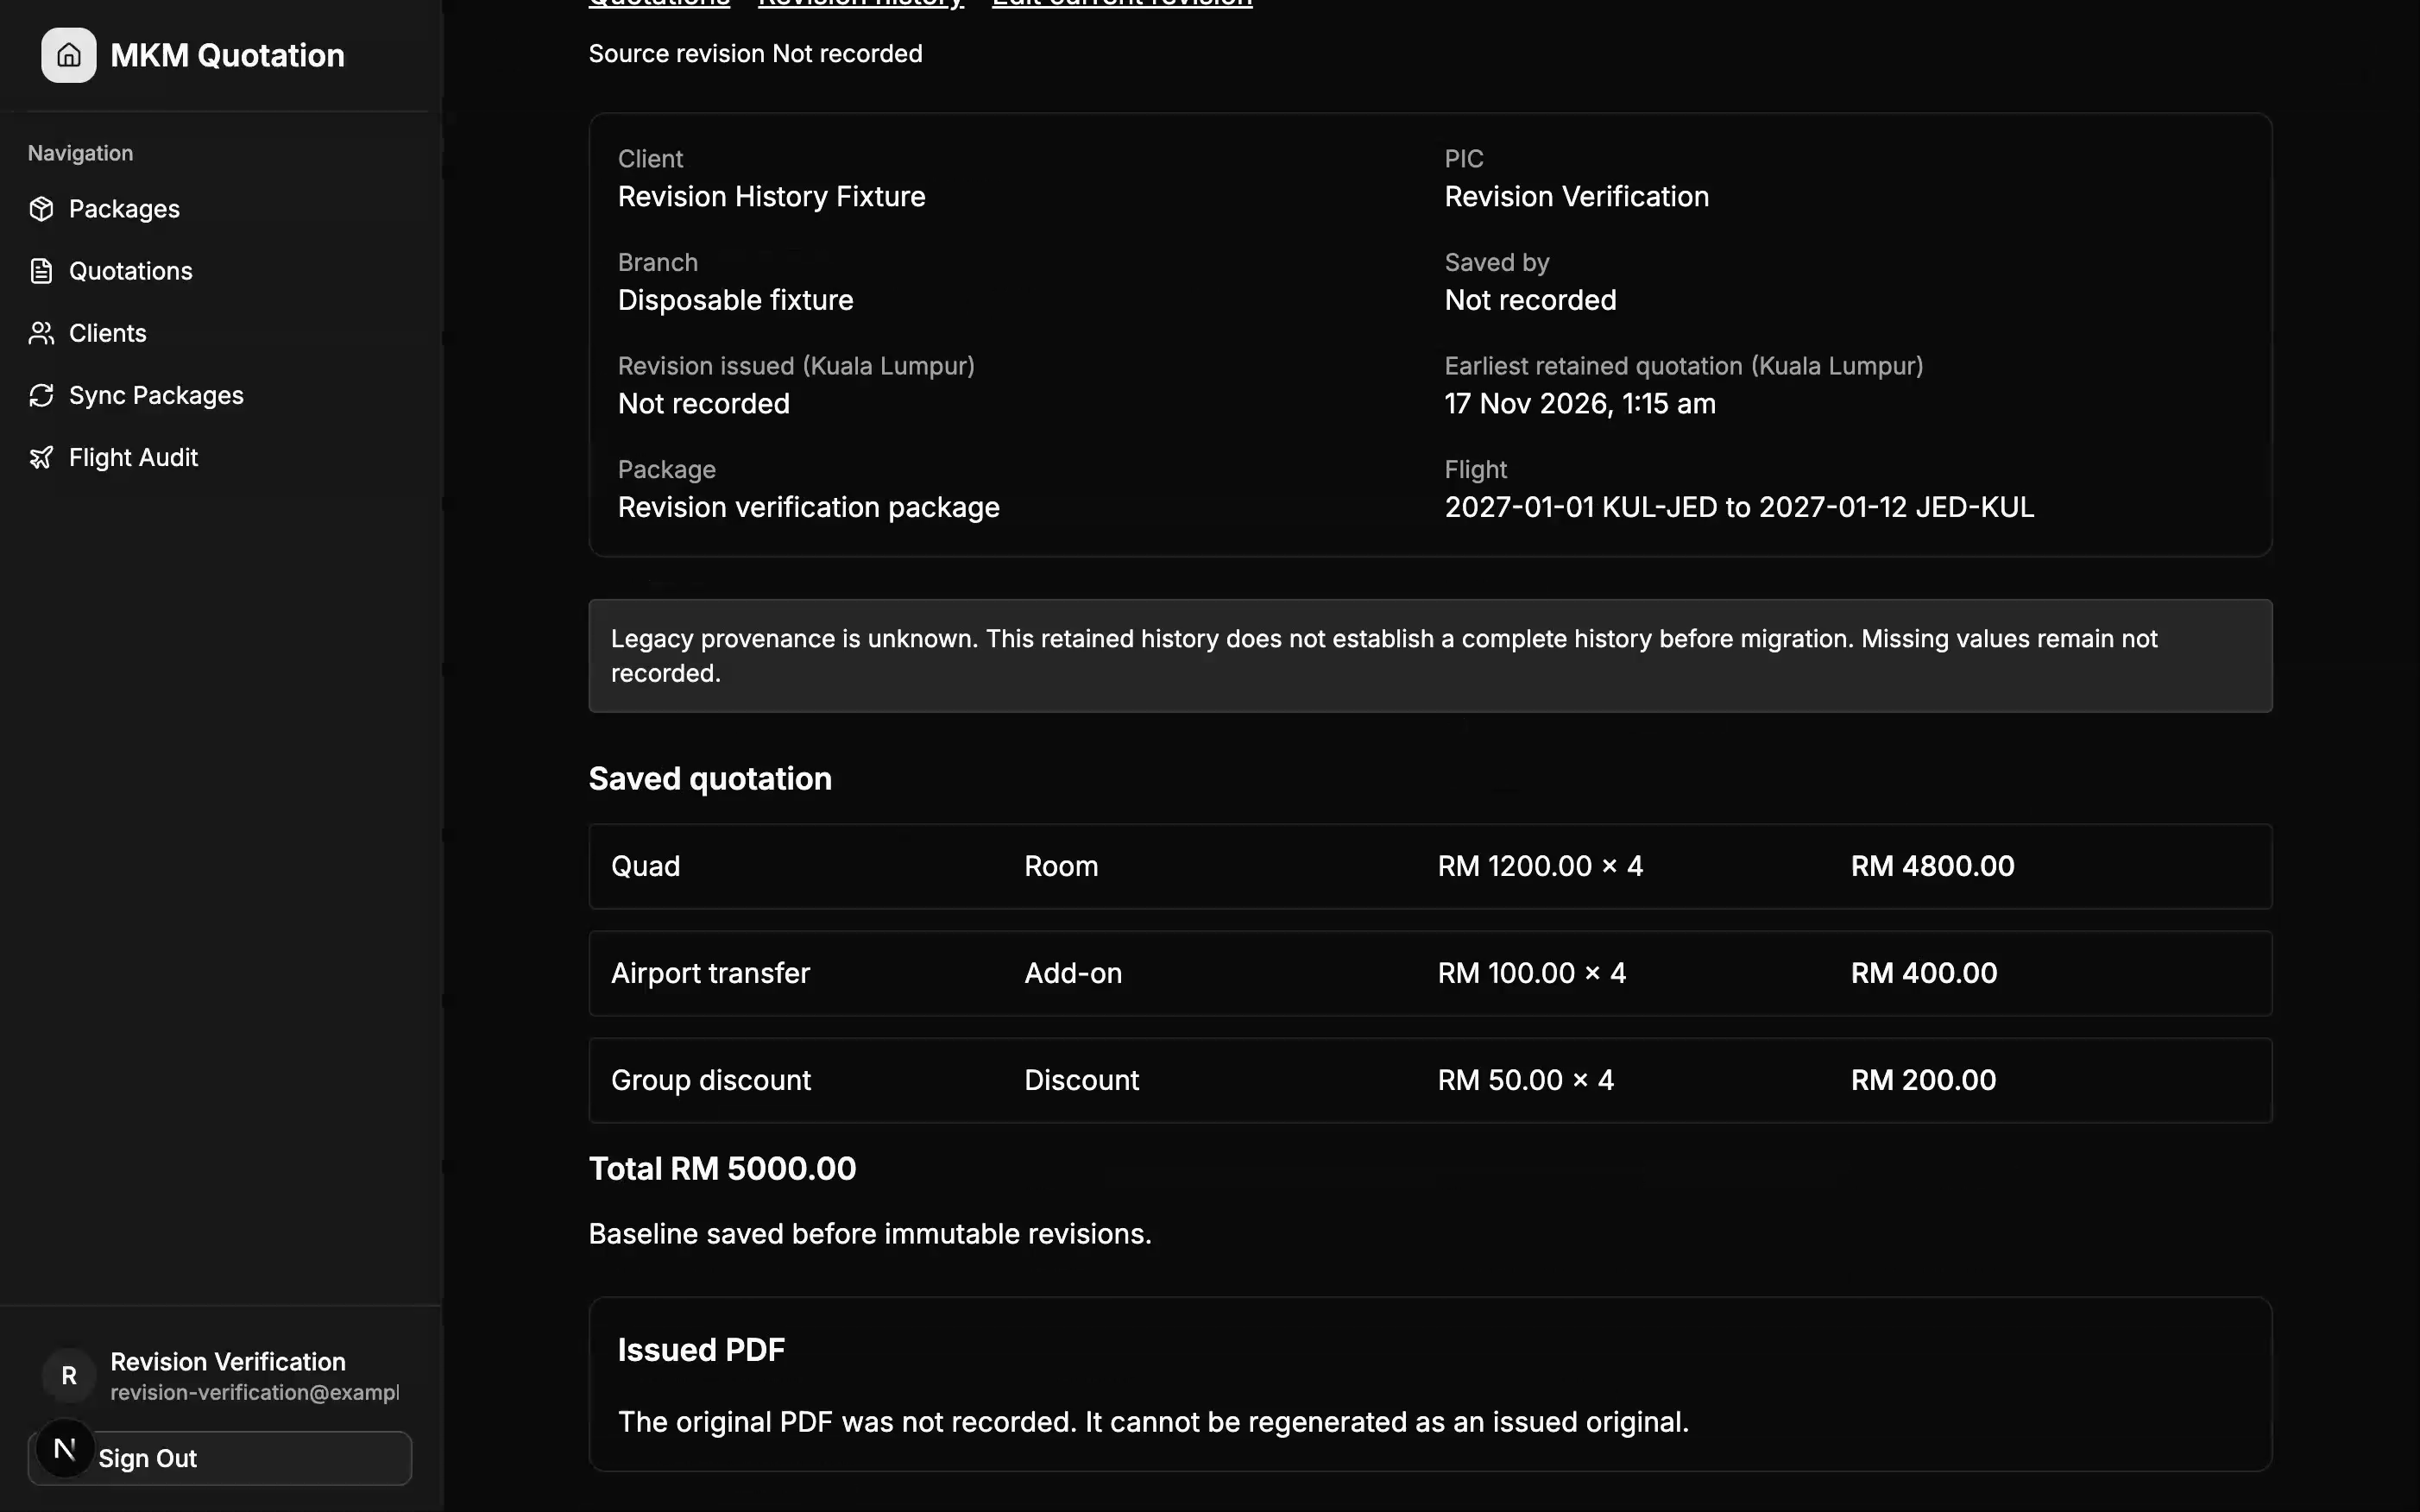 MKM Quotation
Navigation
Packages
Quotations
Clients
Sync Packages
Flight Audit
Revision Verification
R
revision-verification@exampl
N
Sign Out
Quotations Revision history Edit current revision
Source revision Not recorded
Client
Revision History Fixture
PIC
Revision Verification
Branch
Disposable fixture
Saved by
Not recorded
Revision issued (Kuala Lumpur)
Not recorded
Earliest retained quotation (Kuala Lumpur)
17 Nov 2026, 1:15 am
Package
Revision verification package
Flight
2027-01-01 KUL-JED to 2027-01-12 JED-KUL
Legacy provenance is unknown. This retained history does not establish a complete history before migration. Missing values remain not
recorded.
Saved quotation
Quad Room RM 1200.00 × 4 RM 4800.00
Airport transfer Add-on RM 100.00 × 4 RM 400.00
Group discount Discount RM 50.00 × 4 RM 200.00
Total RM 5000.00
Baseline saved before immutable revisions.
Issued PDF
The original PDF was not recorded. It cannot be regenerated as an issued original.